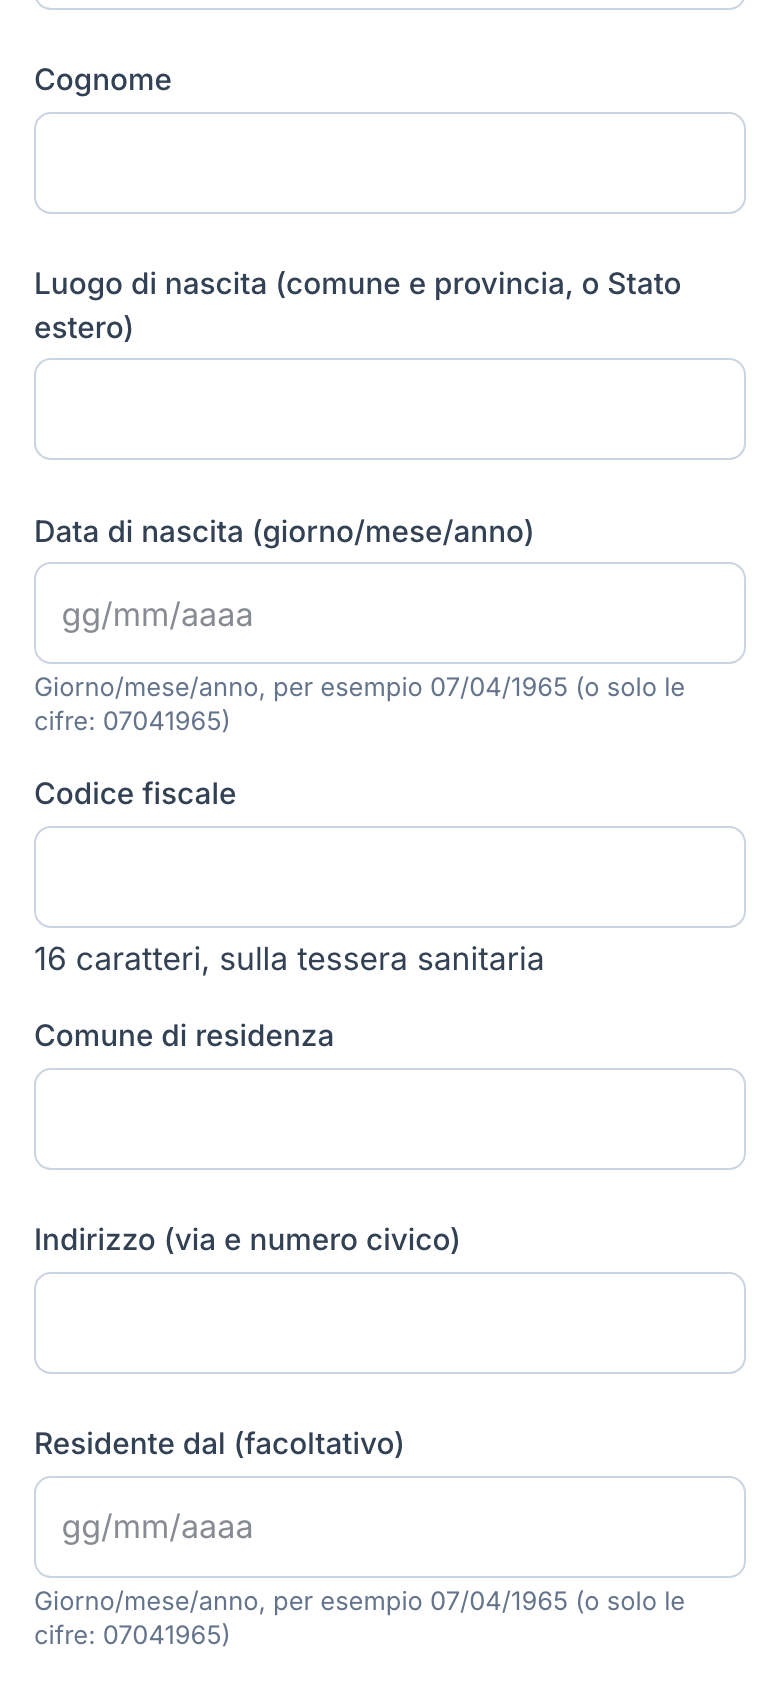 Cognome
Luogo di nascita (comune e provincia, o Stato
estero)
Data di nascita (giorno/mese/anno)
gg/mm/aaaa
Giorno/mese/anno, per esempio 07/04/1965 (o solo le
cifre: 07041965)
Codice fiscale
16 caratteri, sulla tessera sanitaria
Comune di residenza
Indirizzo (via e numero civico)
Residente dal (facoltativo)
gg/mm/aaaa
Giorno/mese/anno, per esempio 07/04/1965 (o solo le
cifre: 07041965)